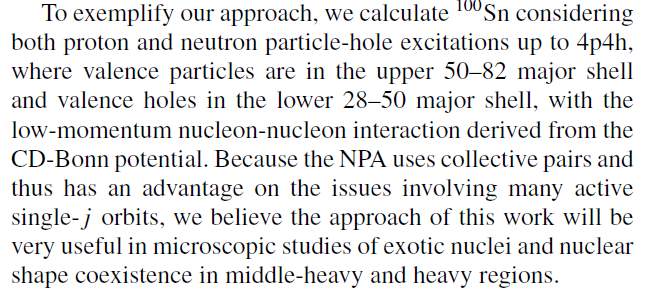 To exemplify our approach, we calculate ¹⁰⁰Sn considering
both proton and neutron particle-hole excitations up to 4p4h,
where valence particles are in the upper 50–82 major shell
and valence holes in the lower 28–50 major shell, with the
low-momentum nucleon-nucleon interaction derived from the
CD-Bonn potential. Because the NPA uses collective pairs and
thus has an advantage on the issues involving many active
single-j orbits, we believe the approach of this work will be
very useful in microscopic studies of exotic nuclei and nuclear
shape coexistence in middle-heavy and heavy regions.